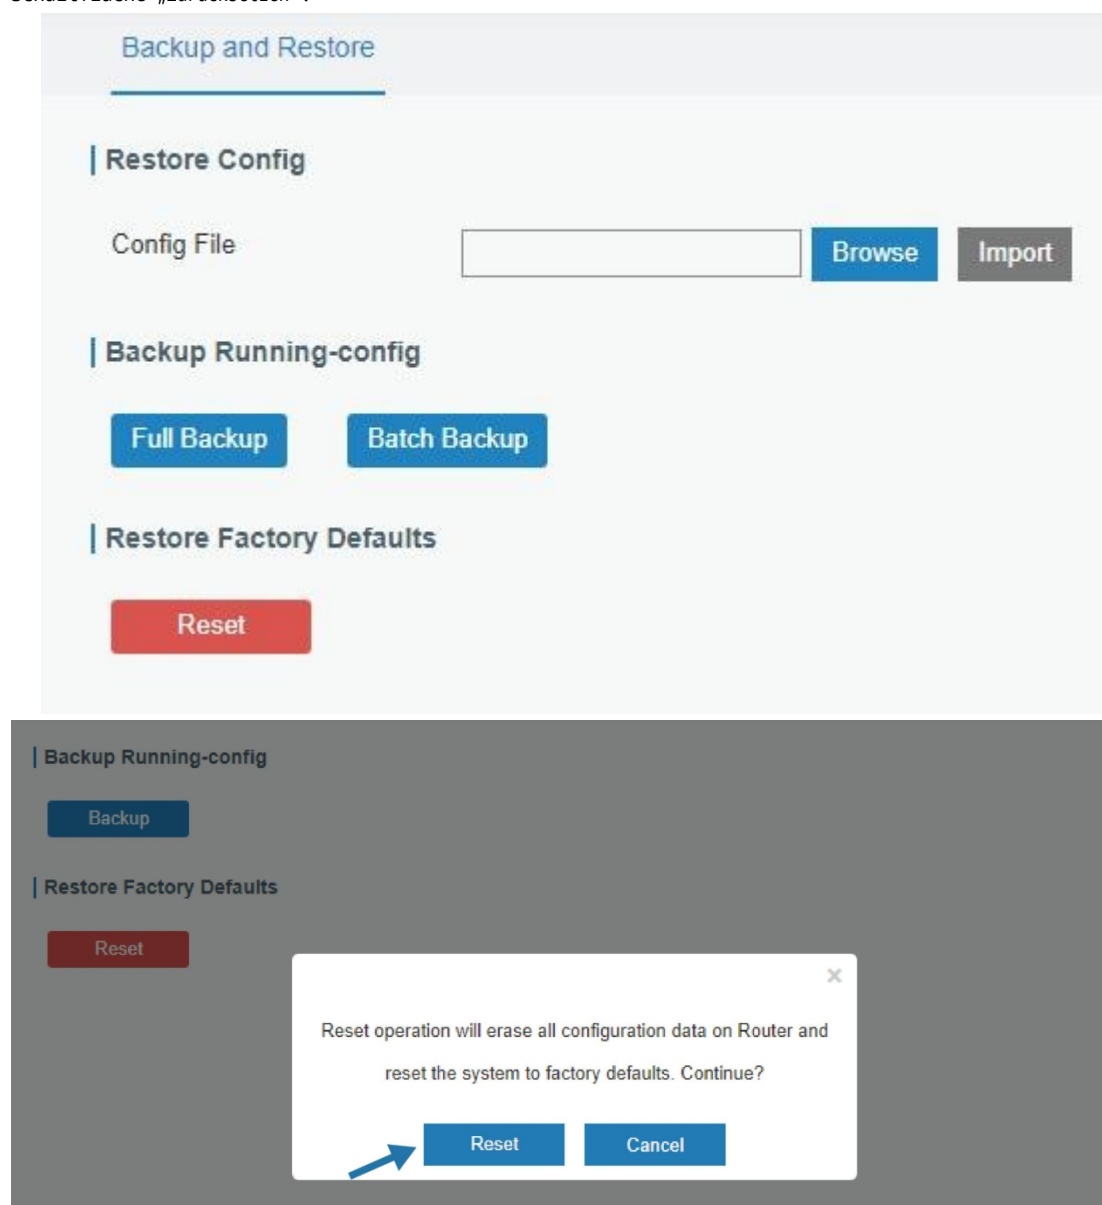 Backup and Restore
Restore Config
Config File
Browse
Import
Backup Running-config
Full Backup
Batch Backup
Restore Factory Defaults
Reset
Backup Running-config
Backup
Restore Factory Defaults
Reset
×
Reset operation will erase all configuration data on Router and
reset the system to factory defaults. Continue?
Reset
Cancel